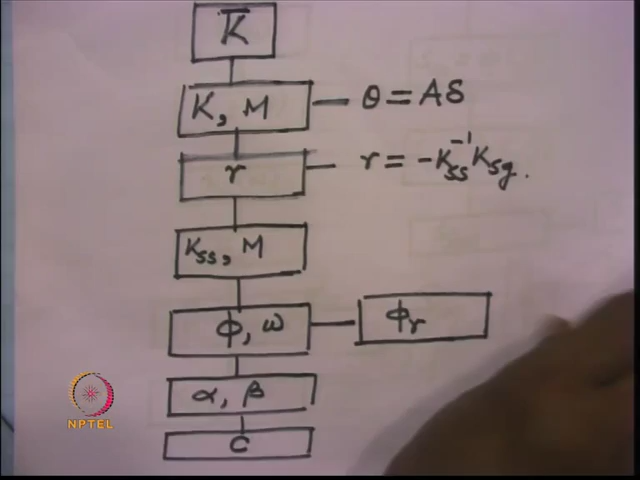 K̅
K, M — θ = Aδ
r — r = -K_ss^-1 K_sg.
K_ss, M
φ, ω — φ_r
α, β
C
NPTEL